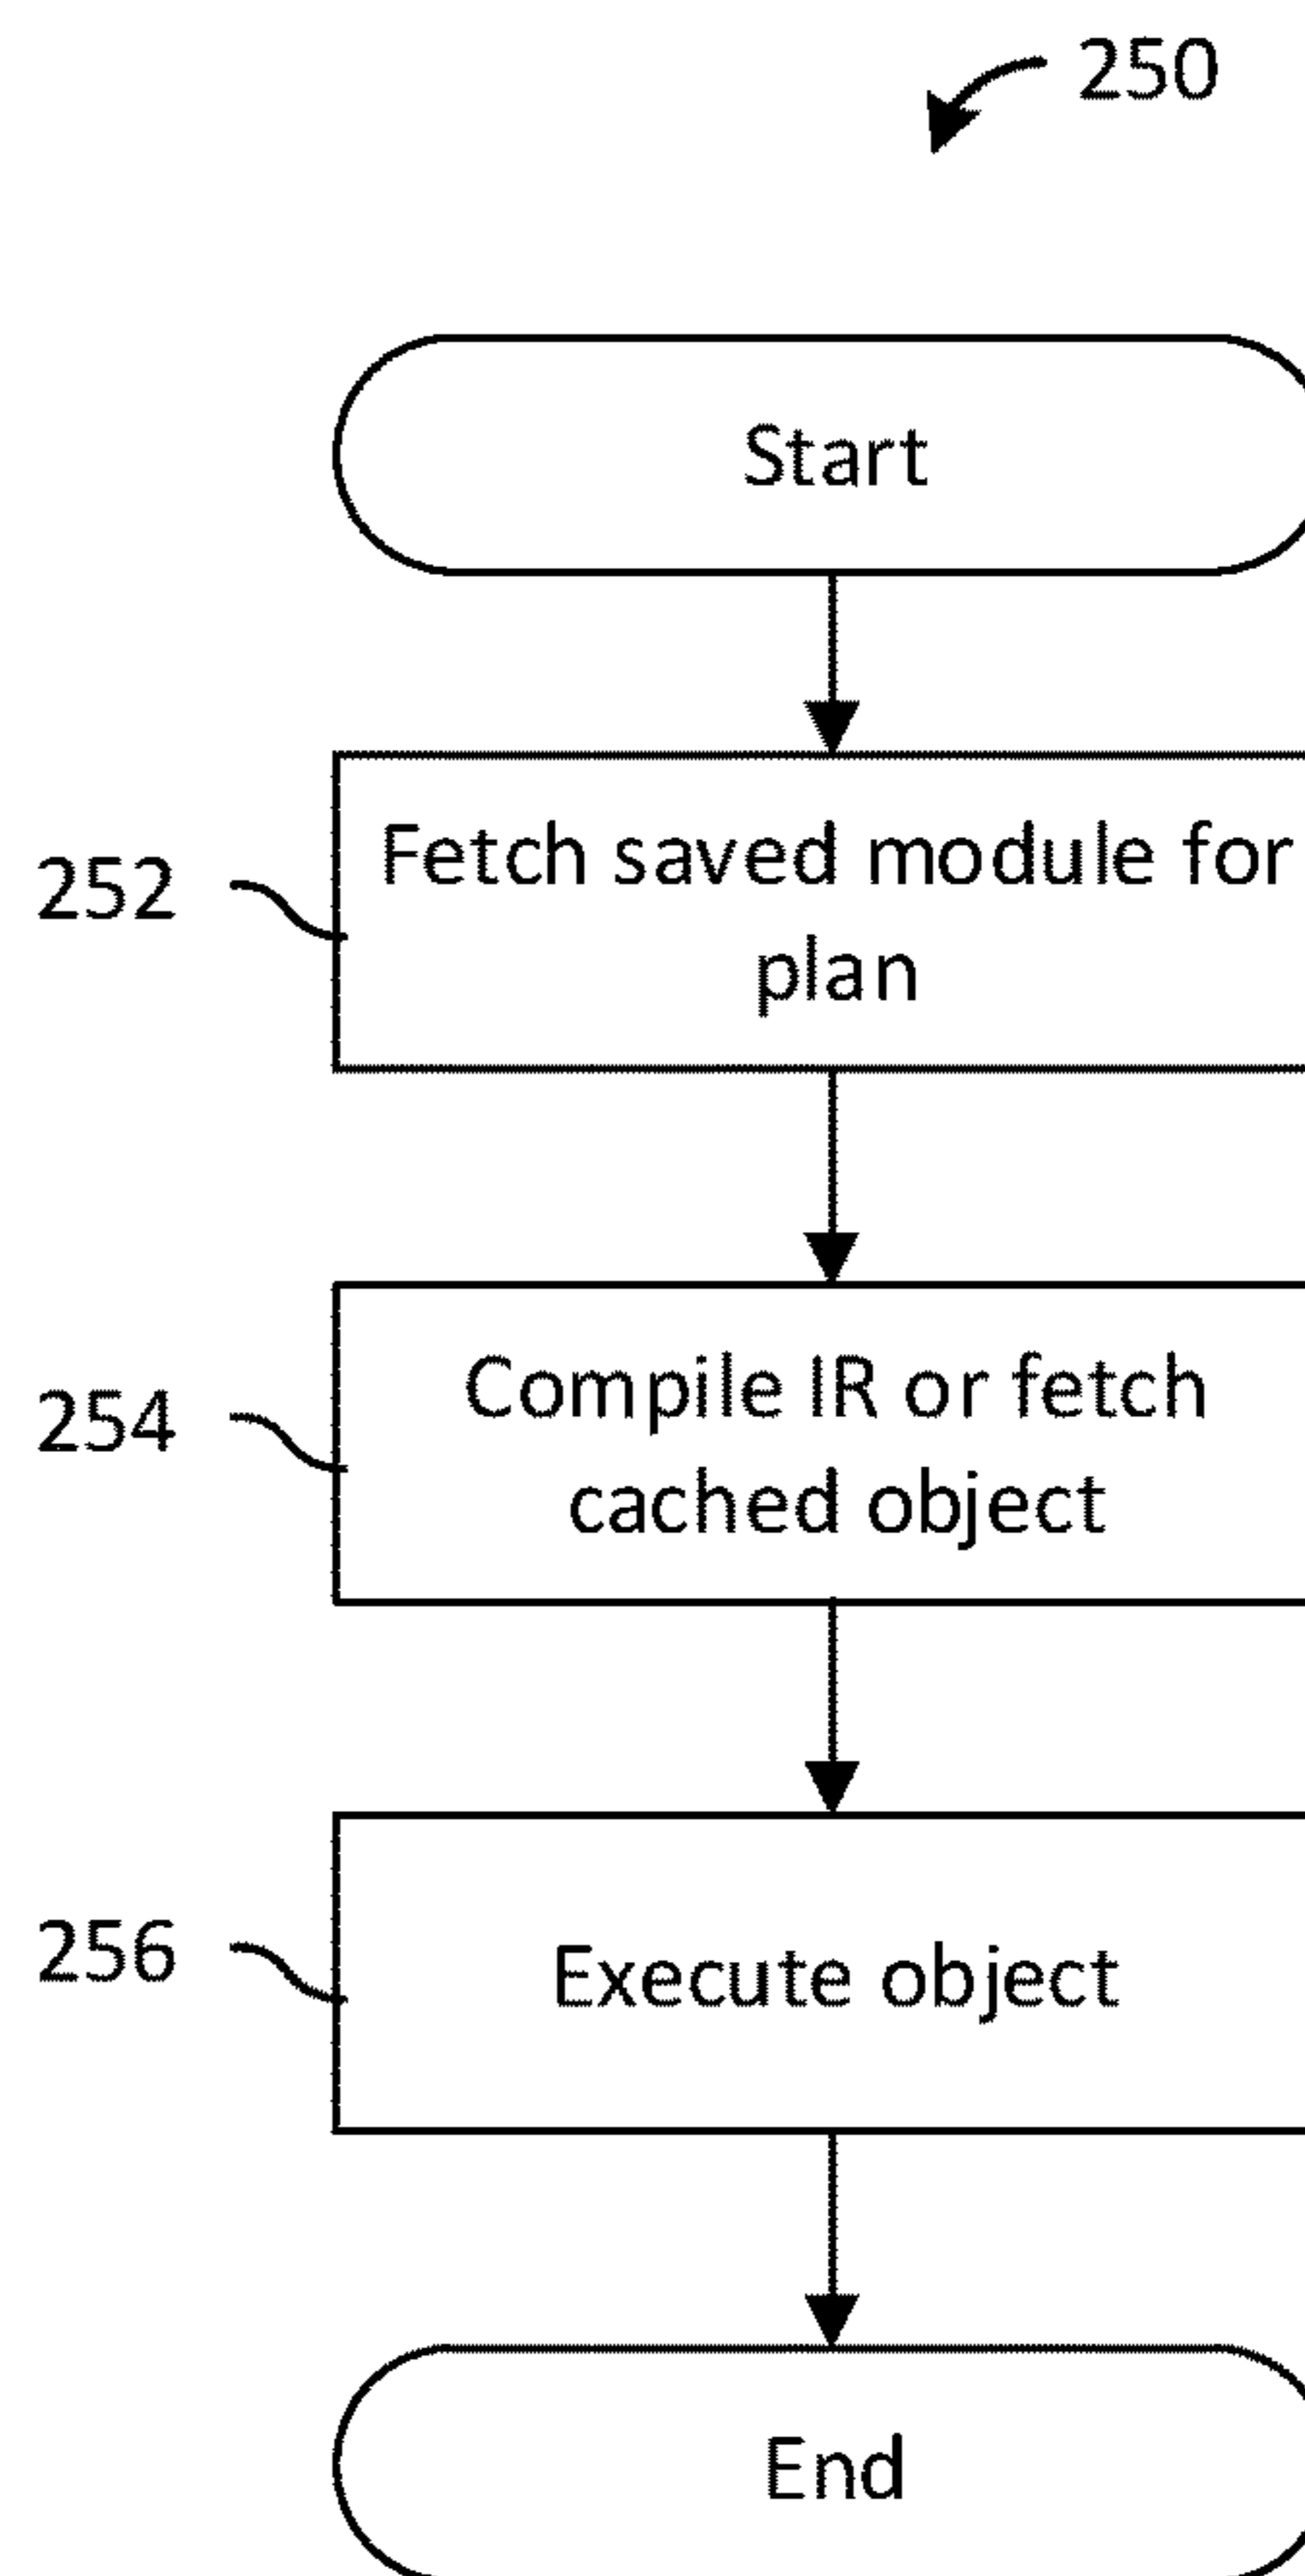 250
Start
252
Fetch saved module for
plan
254
Compile IR or fetch
cached object
256
Execute object
End